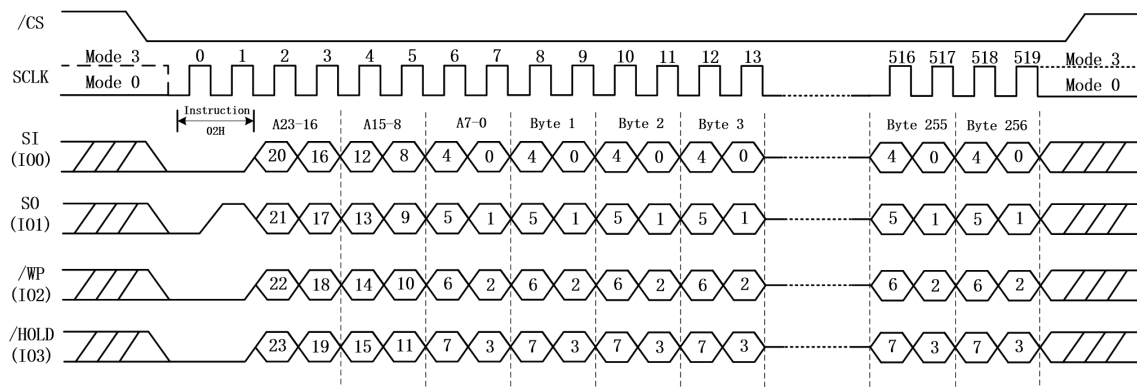 /CS
Mode 3 0 1 2 3 4 5 6 7 8 9 10 11 12 13 516 517 518 519 Mode 3
SCLK
Mode 0 Mode 0
Instruction
02H
A23-16 A15-8 A7-0 Byte 1 Byte 2 Byte 3 Byte 255 Byte 256
SI
(IO0) 20 16 12 8 4 0 4 0 4 0 4 0 4 0 4 0
SO
(IO1) 21 17 13 9 5 1 5 1 5 1 5 1 5 1 5 1
/WP
(IO2) 22 18 14 10 6 2 6 2 6 2 6 2 6 2 6 2
/HOLD
(IO3) 23 19 15 11 7 3 7 3 7 3 7 3 7 3 7 3